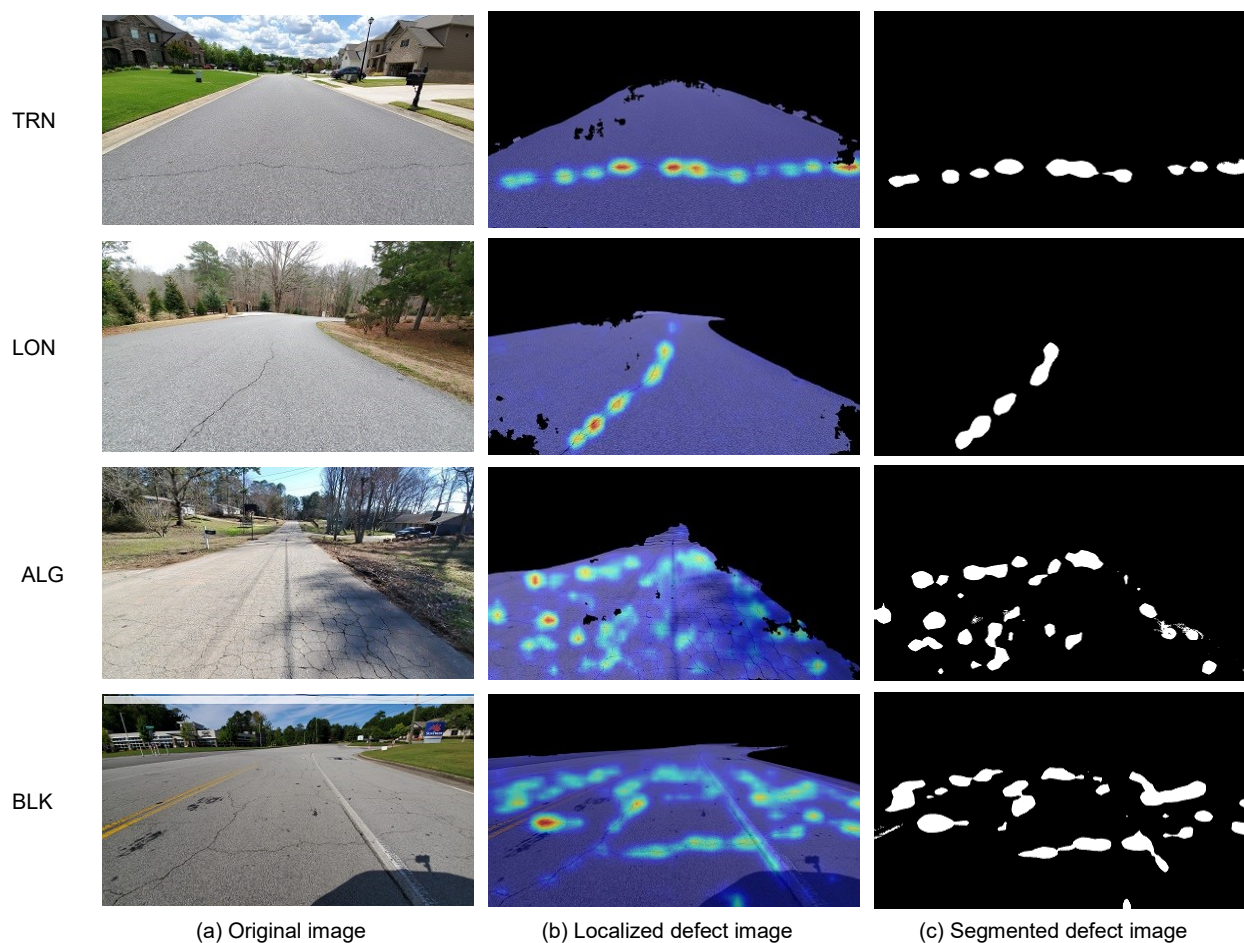 TRN
LON
ALG
BLK
(a) Original image
(b) Localized defect image
(c) Segmented defect image